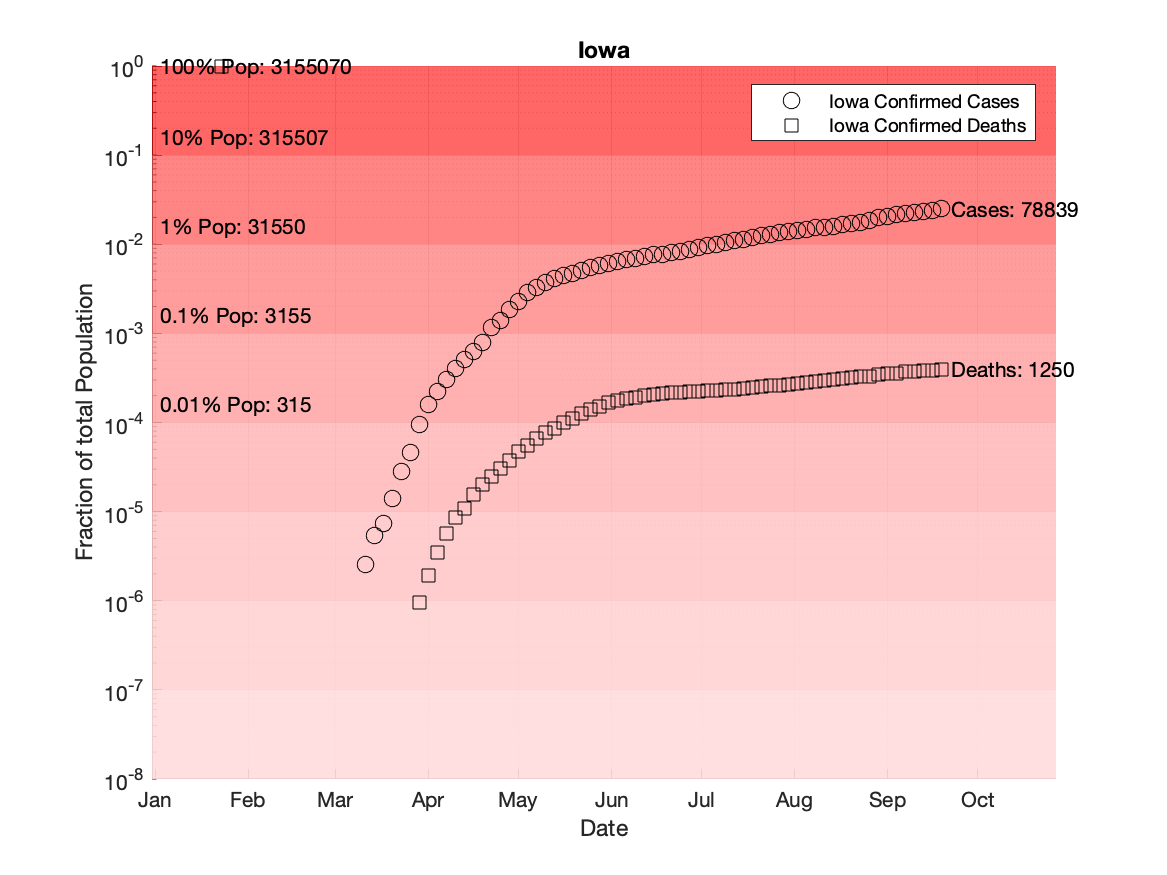 Iowa
10^0
100% Pop: 3155070
Iowa Confirmed Cases
Iowa Confirmed Deaths
10% Pop: 315507
10^-1
Cases: 78839
1% Pop: 31550
10^-2
0.1% Pop: 3155
10^-3
Deaths: 1250
0.01% Pop: 315
10^-4
10^-5
10^-6
10^-7
10^-8
Fraction of total Population
Jan Feb Mar Apr May Jun Jul Aug Sep Oct
Date